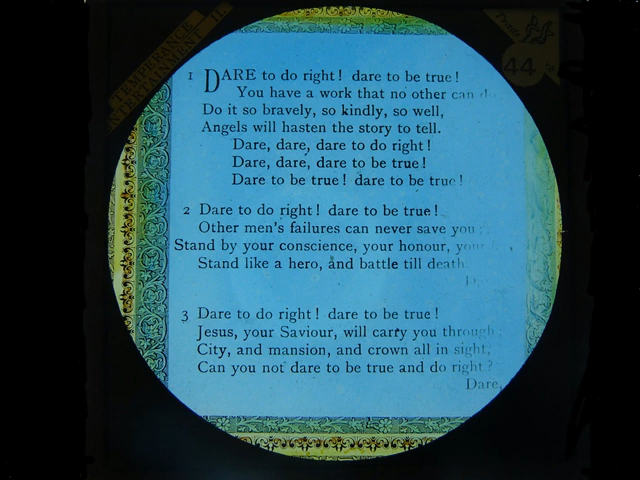 TEMPERANCE
ENTERTAINMENT II
44
1 DARE to do right! dare to be true!
You have a work that no other can do
Do it so bravely, so kindly, so well,
Angels will hasten the story to tell.
Dare, dare, dare to do right!
Dare, dare, dare to be true!
Dare to be true! dare to be true!
2 Dare to do right! dare to be true!
Other men's failures can never save you;
Stand by your conscience, your honour, your
Stand like a hero, and battle till death.
3 Dare to do right! dare to be true!
Jesus, your Saviour, will carry you through;
City, and mansion, and crown all in sight,
Can you not dare to be true and do right?
Dare,